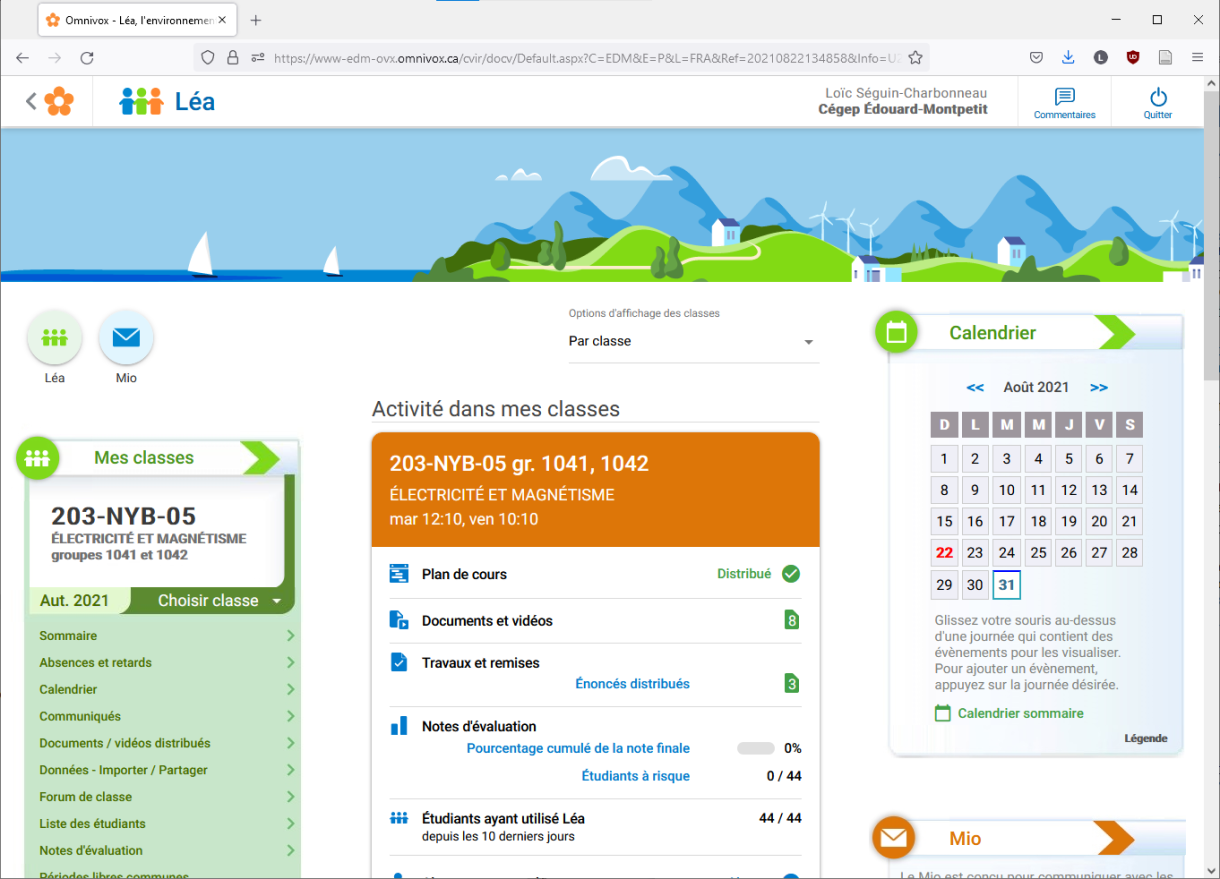 Omnivox - Léa, l'environnemen
https://www-edm-ovx.omnivox.ca/cvir/docv/Default.aspx?C=EDM&E=P&L=FRA&Ref=20210822134858&Info=U
Léa
Loïc Séguin-Charbonneau
Cégep Édouard-Montpetit
Commentaires
Quitter
Léa
Mio
Options d'affichage des classes
Par classe
Mes classes
203-NYB-05
ÉLECTRICITÉ ET MAGNÉTISME
groupes 1041 et 1042
Aut. 2021
Choisir classe
Sommaire
Absences et retards
Calendrier
Communiqués
Documents / vidéos distribués
Données - Importer / Partager
Forum de classe
Liste des étudiants
Notes d'évaluation
Périodes libres communes
Activité dans mes classes
203-NYB-05 gr. 1041, 1042
ÉLECTRICITÉ ET MAGNÉTISME
mar 12:10, ven 10:10
Plan de cours Distribué
Documents et vidéos 8
Travaux et remises
Énoncés distribués 3
Notes d'évaluation
Pourcentage cumulé de la note finale 0%
Étudiants à risque 0 / 44
Étudiants ayant utilisé Léa 44 / 44
depuis les 10 derniers jours
Calendrier
<< Août 2021 >>
D L M M J V S
1 2 3 4 5 6 7
8 9 10 11 12 13 14
15 16 17 18 19 20 21
22 23 24 25 26 27 28
29 30 31
Glissez votre souris au-dessus
d'une journée qui contient des
évènements pour les visualiser.
Pour ajouter un évènement,
appuyez sur la journée désirée.
Calendrier sommaire
Légende
Mio
Le Mio est conçu pour communiquer avec les